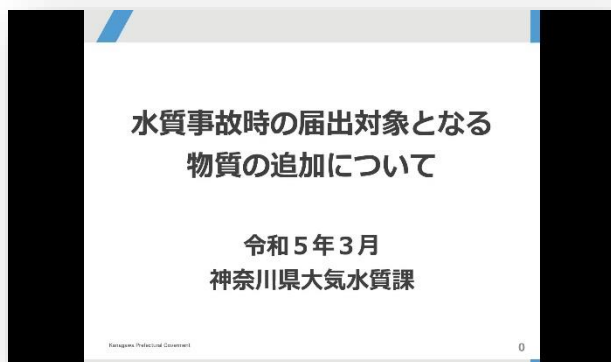 水質事故時の届出対象となる
物質の追加について
令和５年３月
神奈川県大気水質課
Kanagawa Prefectural Government
0